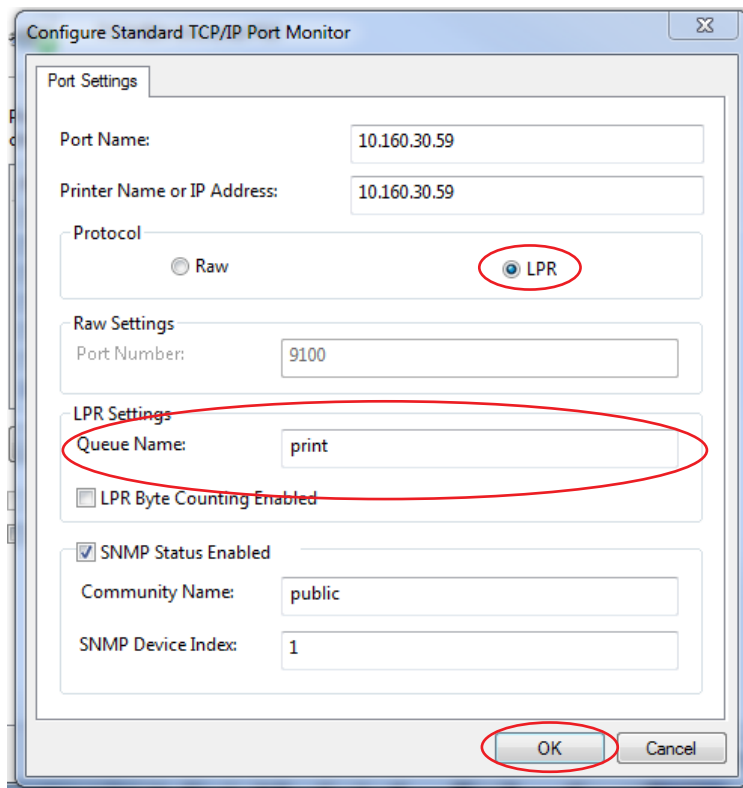 Configure Standard TCP/IP Port Monitor
Port Settings
Port Name: 10.160.30.59
Printer Name or IP Address: 10.160.30.59
Protocol
Raw LPR
Raw Settings
Port Number: 9100
LPR Settings
Queue Name: print
LPR Byte Counting Enabled
SNMP Status Enabled
Community Name: public
SNMP Device Index: 1
OK Cancel